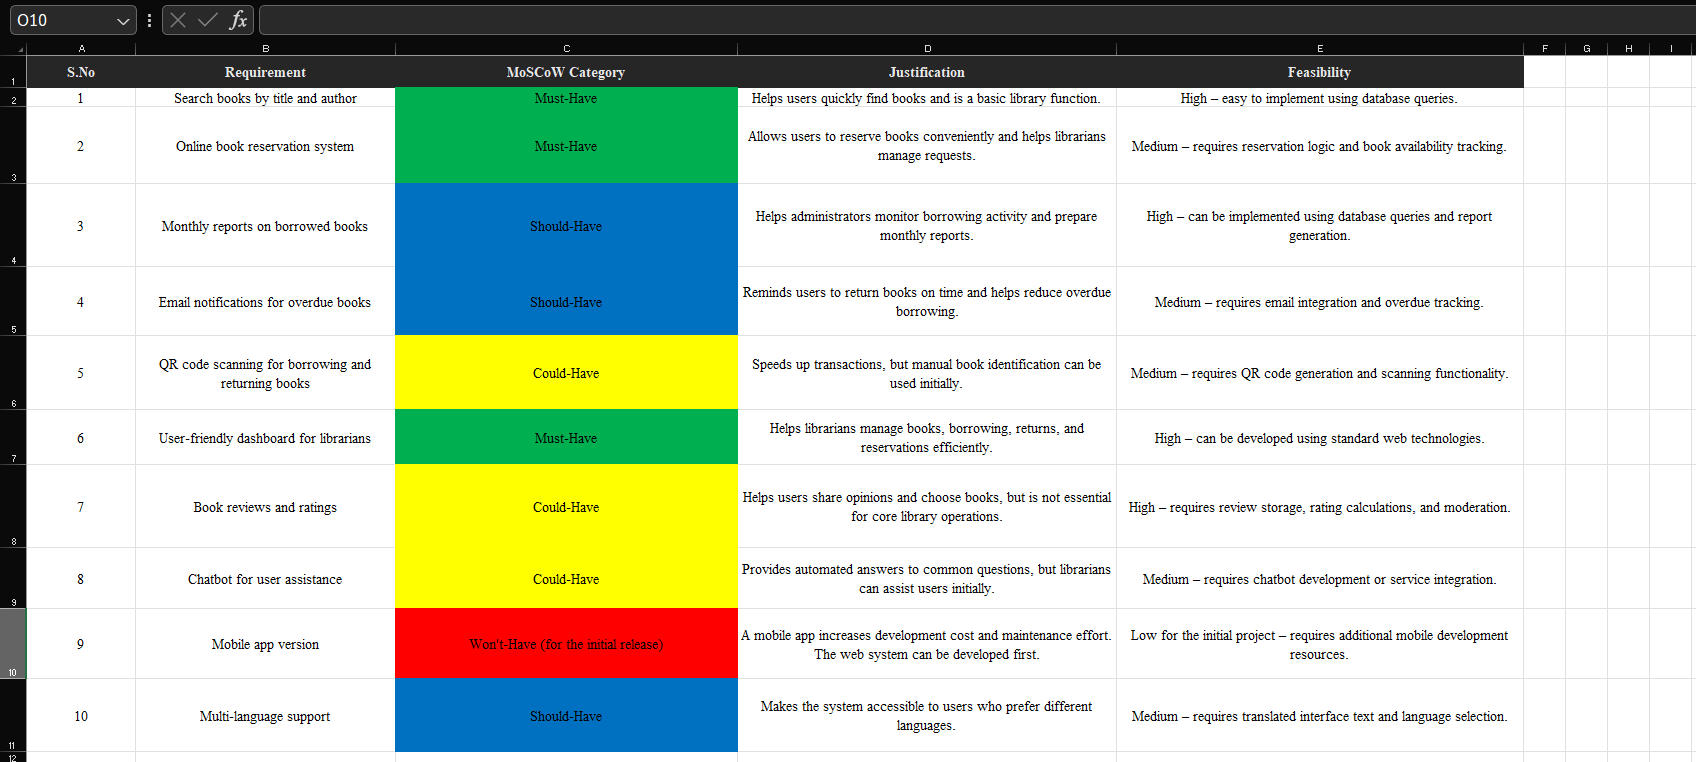 O10
fx
A B C D E F G H I
1 S.No Requirement MoSCoW Category Justification Feasibility
2 1 Search books by title and author Must-Have Helps users quickly find books and is a basic library function. High – easy to implement using database queries.
3 2 Online book reservation system Must-Have Allows users to reserve books conveniently and helps librarians
manage requests. Medium – requires reservation logic and book availability tracking.
4 3 Monthly reports on borrowed books Should-Have Helps administrators monitor borrowing activity and prepare
monthly reports. High – can be implemented using database queries and report
generation.
5 4 Email notifications for overdue books Should-Have Reminds users to return books on time and helps reduce overdue
borrowing. Medium – requires email integration and overdue tracking.
6 5 QR code scanning for borrowing and
returning books Could-Have Speeds up transactions, but manual book identification can be
used initially. Medium – requires QR code generation and scanning functionality.
7 6 User-friendly dashboard for librarians Must-Have Helps librarians manage books, borrowing, returns, and
reservations efficiently. High – can be developed using standard web technologies.
8 7 Book reviews and ratings Could-Have Helps users share opinions and choose books, but is not essential
for core library operations. High – requires review storage, rating calculations, and moderation.
9 8 Chatbot for user assistance Could-Have Provides automated answers to common questions, but librarians
can assist users initially. Medium – requires chatbot development or service integration.
10 9 Mobile app version Won't-Have (for the initial release) A mobile app increases development cost and maintenance effort.
The web system can be developed first. Low for the initial project – requires additional mobile development
resources.
11 10 Multi-language support Should-Have Makes the system accessible to users who prefer different
languages. Medium – requires translated interface text and language selection.
12